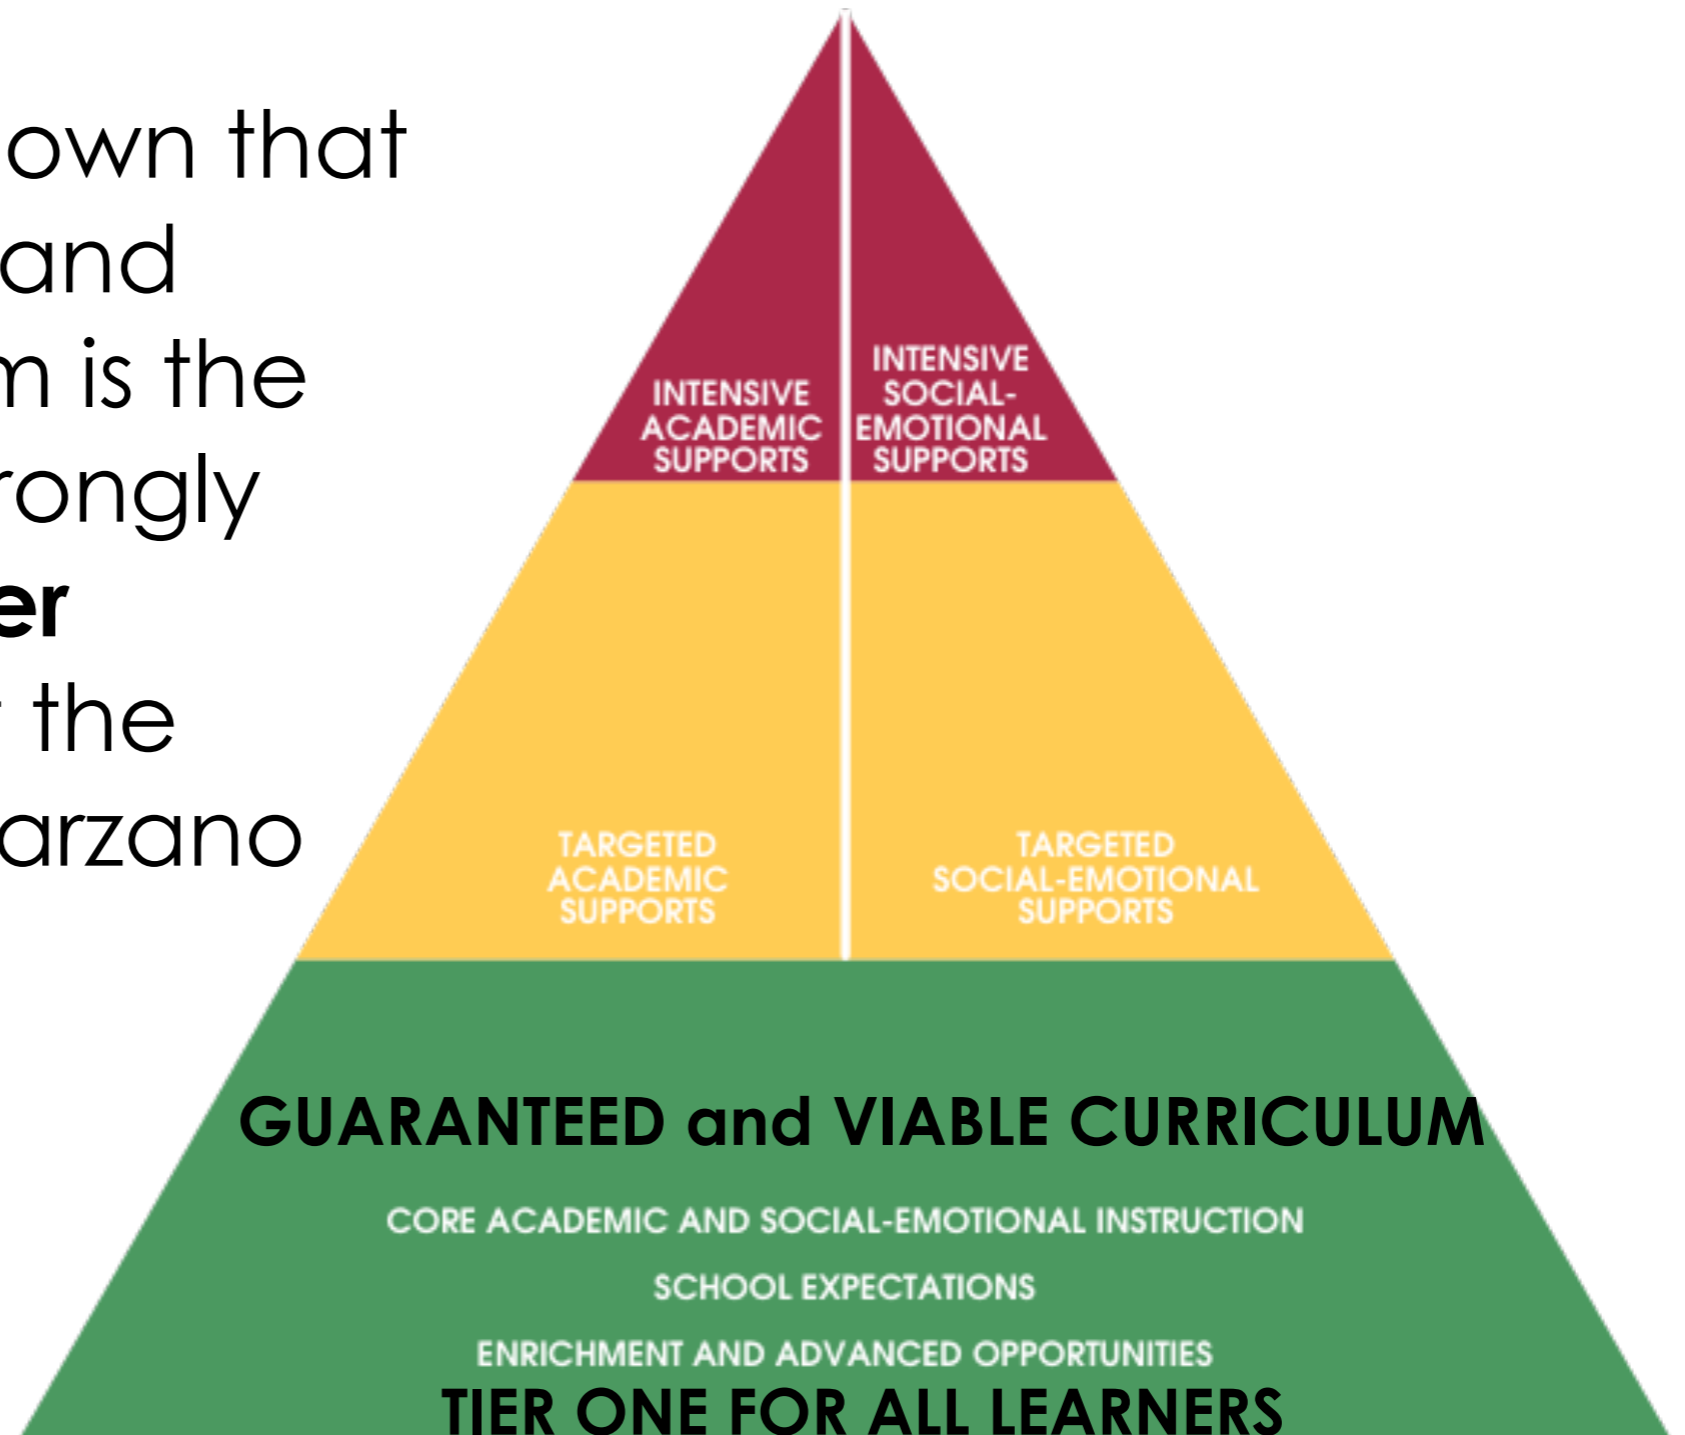 own that
and
m is the
rongly
er
the
arzano
INTENSIVE
ACADEMIC
SUPPORTS
INTENSIVE
SOCIAL-
EMOTIONAL
SUPPORTS
TARGETED
ACADEMIC
SUPPORTS
TARGETED
SOCIAL-EMOTIONAL
SUPPORTS
GUARANTEED and VIABLE CURRICULUM
CORE ACADEMIC AND SOCIAL-EMOTIONAL INSTRUCTION
SCHOOL EXPECTATIONS
ENRICHMENT AND ADVANCED OPPORTUNITIES
TIER ONE FOR ALL LEARNERS